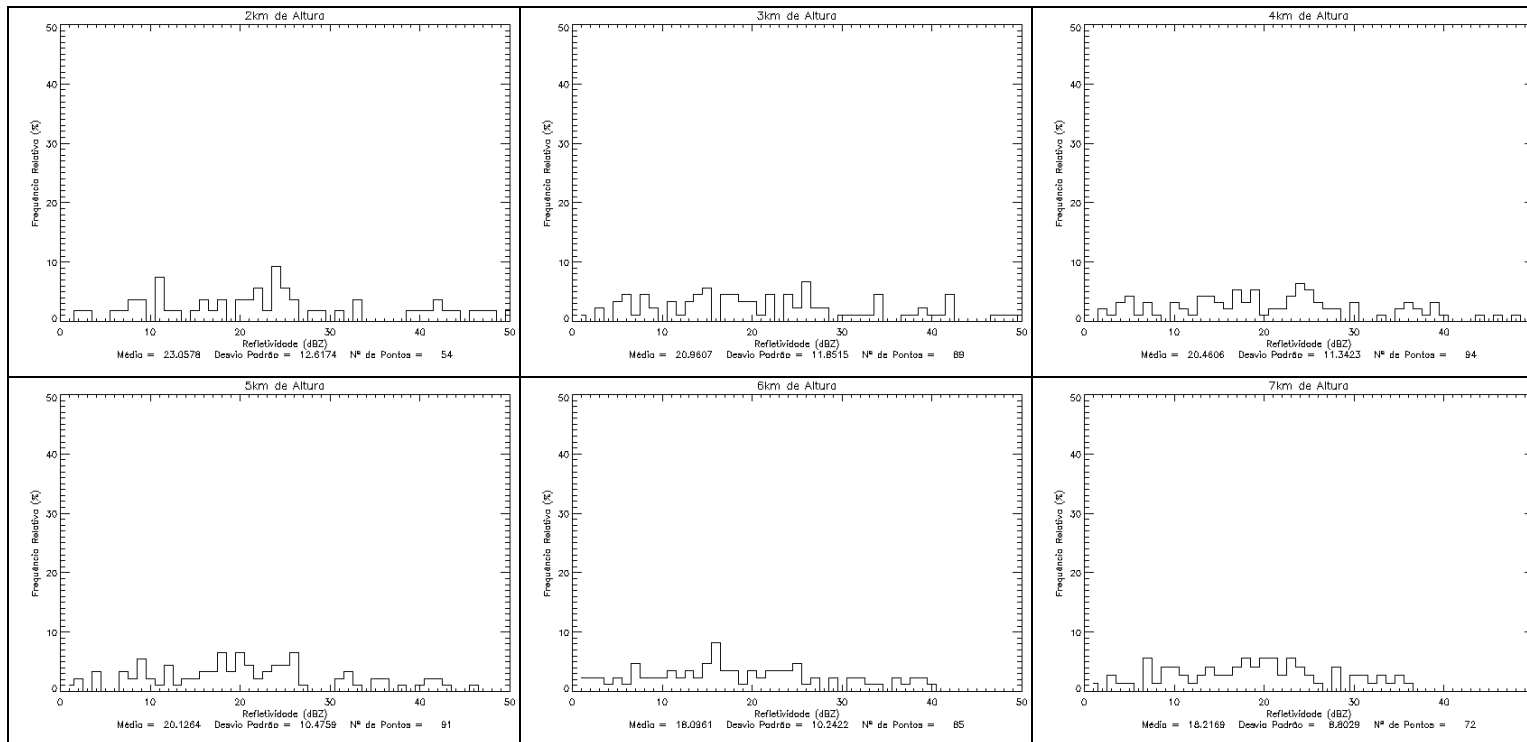 2km de Altura
50
40
30
20
10
0
Frequência Relativa (%)
0 10 20 30 40 50
Refletividade (dBZ)
Média = 23.0578 Desvio Padrão = 12.6174 Nº de Pontos = 54
3km de Altura
50
40
30
20
10
0
Frequência Relativa (%)
0 10 20 30 40 50
Refletividade (dBZ)
Média = 20.9607 Desvio Padrão = 11.8515 Nº de Pontos = 89
4km de Altura
50
40
30
20
10
0
Frequência Relativa (%)
0 10 20 30 40
Refletividade (dBZ)
Média = 20.4606 Desvio Padrão = 11.3423 Nº de Pontos = 94
5km de Altura
50
40
30
20
10
0
Frequência Relativa (%)
0 10 20 30 40 50
Refletividade (dBZ)
Média = 20.1264 Desvio Padrão = 10.4759 Nº de Pontos = 91
6km de Altura
50
40
30
20
10
0
Frequência Relativa (%)
0 10 20 30 40 50
Refletividade (dBZ)
Média = 18.0961 Desvio Padrão = 10.2422 Nº de Pontos = 85
7km de Altura
50
40
30
20
10
0
Frequência Relativa (%)
0 10 20 30 40
Refletividade (dBZ)
Média = 18.2169 Desvio Padrão = 8.8029 Nº de Pontos = 72